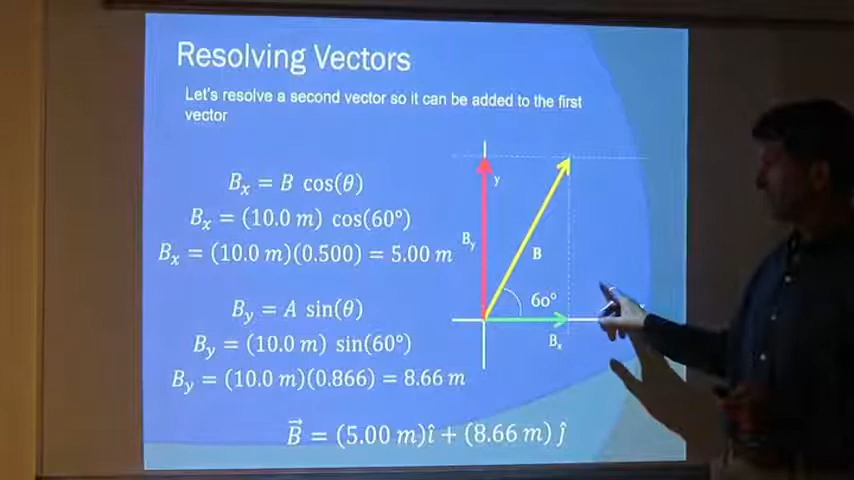 Resolving Vectors
Let's resolve a second vector so it can be added to the first
vector
Bₓ = B cos(θ)
Bₓ = (10.0 m) cos(60°)
Bₓ = (10.0 m)(0.500) = 5.00 m
B_y = A sin(θ)
B_y = (10.0 m) sin(60°)
B_y = (10.0 m)(0.866) = 8.66 m
B⃗ = (5.00 m)î + (8.66 m) ĵ
y
B_y
B
60°
Bₓ